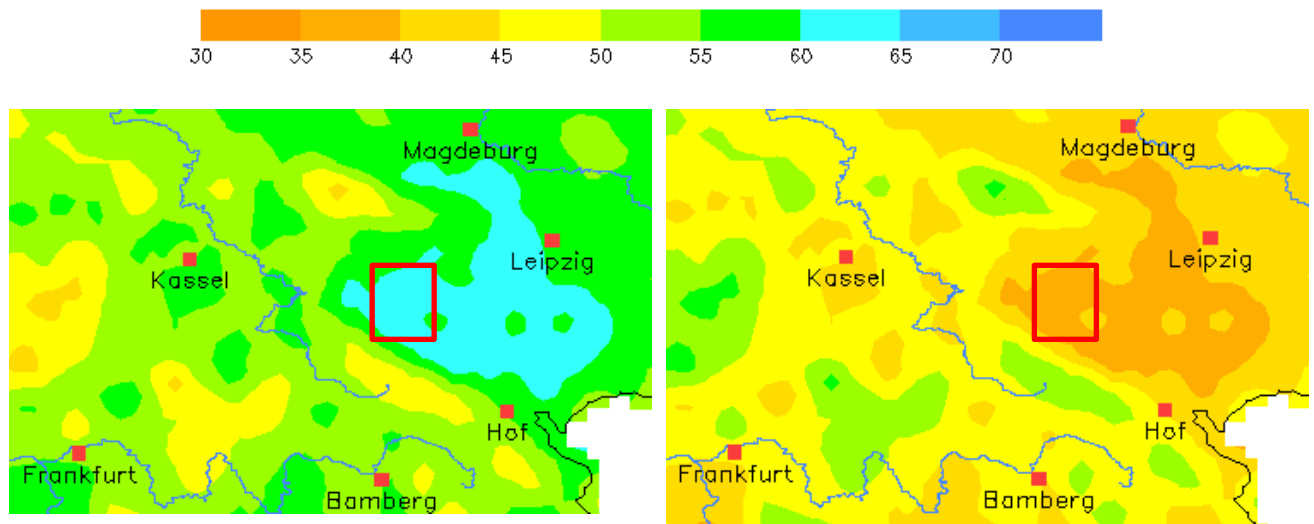 30 35 40 45 50 55 60 65 70
Magdeburg
Leipzig
Kassel
Hof
Frankfurt
Bamberg
Magdeburg
Leipzig
Kassel
Hof
Frankfurt
Bamberg